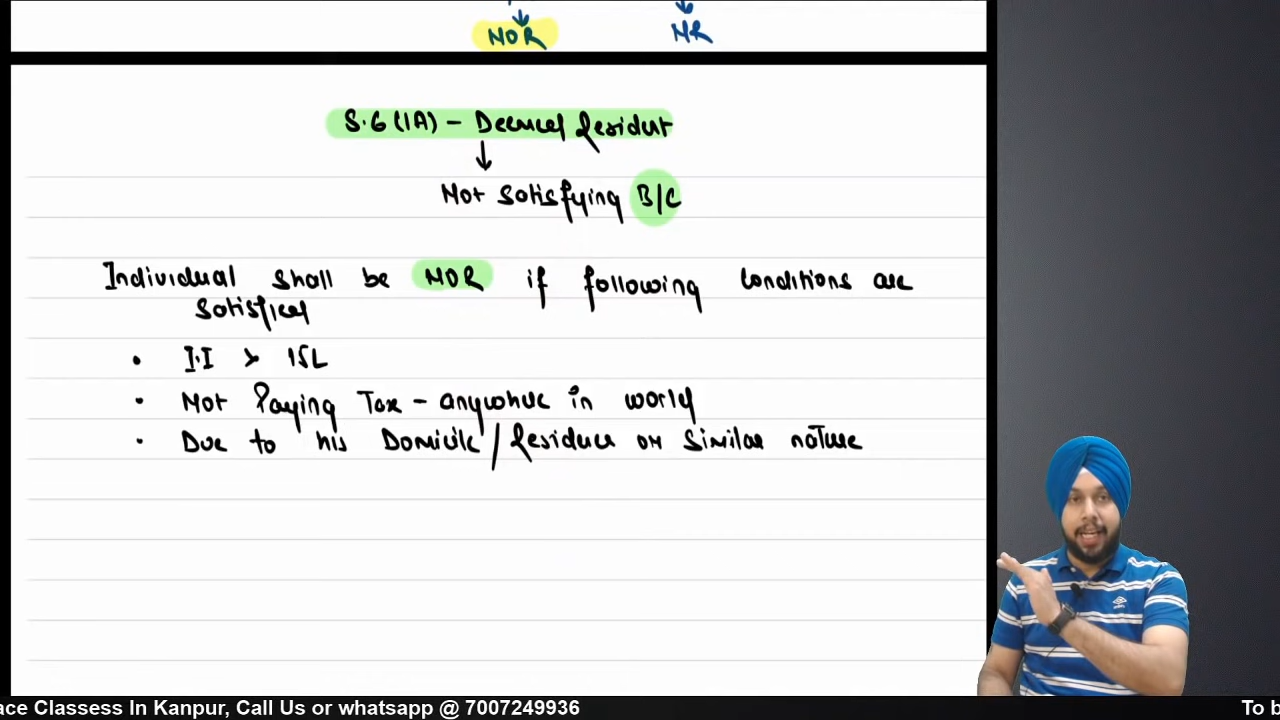 NOR NR
S.6(1A) - Deemed Resident
Not Satisfying B/C
Individual shall be NOR if following conditions are
satisfied
• I.I > 15L
• Not Paying Tax - anywhere in world
• Due to his Domicile / Residence or similar nature
ace Classess In Kanpur, Call Us or whatsapp @ 7007249936 To b